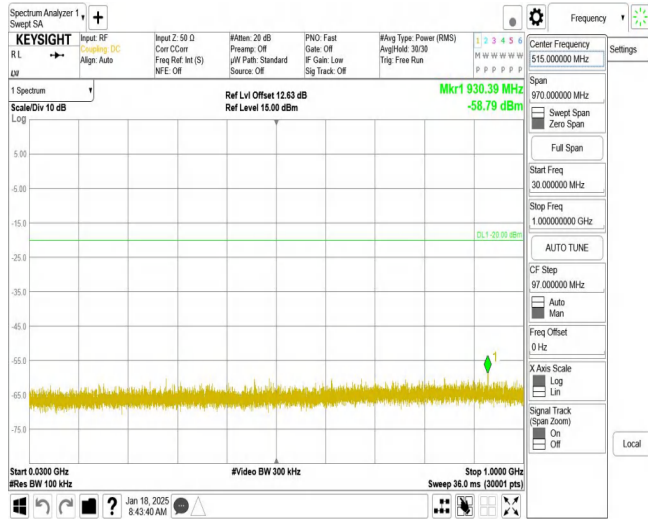 Spectrum Analyzer 1
Swept SA
+
Frequency
KEYSIGHT
RL
Input: RF
Coupling: DC
Align: Auto
Input Z: 50 Ω
Corr CCorr
Freq Ref: Int (S)
NFE: Off
#Atten: 20 dB
Preamp: Off
µW Path: Standard
Source: Off
PNO: Fast
Gate: Off
IF Gain: Low
Sig Track: Off
#Avg Type: Power (RMS)
Avg|Hold: 30/30
Trig: Free Run
1 2 3 4 5 6
M W W W W W
P P P P P P
1 Spectrum
Scale/Div 10 dB
Log
Ref Lvl Offset 12.63 dB
Ref Level 15.00 dBm
Mkr1 930.39 MHz
-58.79 dBm
5.00
-5.00
-15.0
DL1 -20.00 dBm
-25.0
-35.0
-45.0
-55.0
1
-65.0
-75.0
Start 0.0300 GHz
#Res BW 100 kHz
#Video BW 300 kHz
Stop 1.0000 GHz
Sweep 36.0 ms (30001 pts)
Center Frequency
515.000000 MHz
Settings
Span
970.000000 MHz
Swept Span
Zero Span
Full Span
Start Freq
30.000000 MHz
Stop Freq
1.000000000 GHz
AUTO TUNE
CF Step
97.000000 MHz
Auto
Man
Freq Offset
0 Hz
X Axis Scale
Log
Lin
Signal Track
(Span Zoom)
On
Off
Local
?
Jan 18, 2025
8:43:40 AM